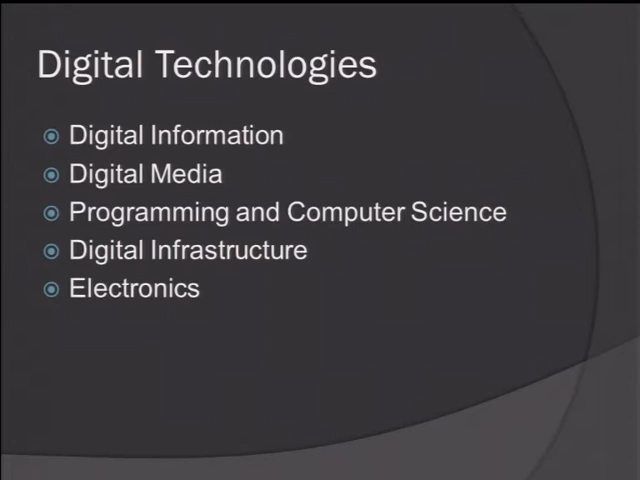 Digital Technologies
Digital Information
Digital Media
Programming and Computer Science
Digital Infrastructure
Electronics